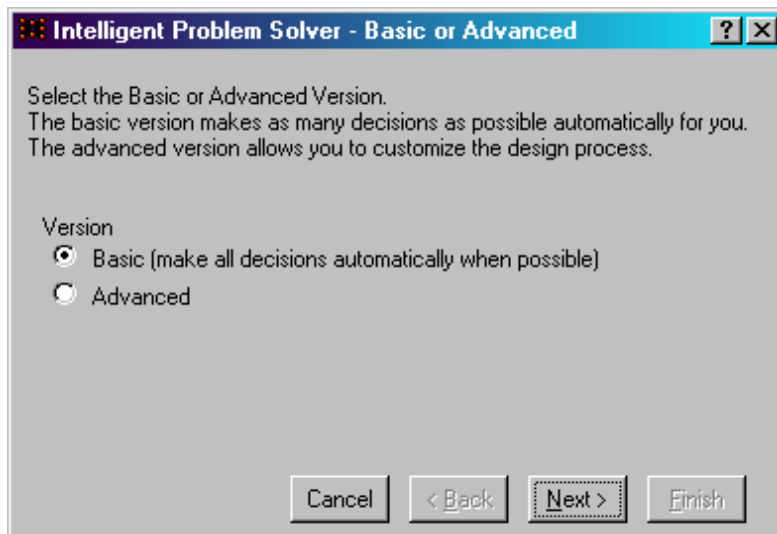 Intelligent Problem Solver - Basic or Advanced
Select the Basic or Advanced Version.
The basic version makes as many decisions as possible automatically for you.
The advanced version allows you to customize the design process.
Version
Basic (make all decisions automatically when possible)
Advanced
Cancel < Back Next > Finish